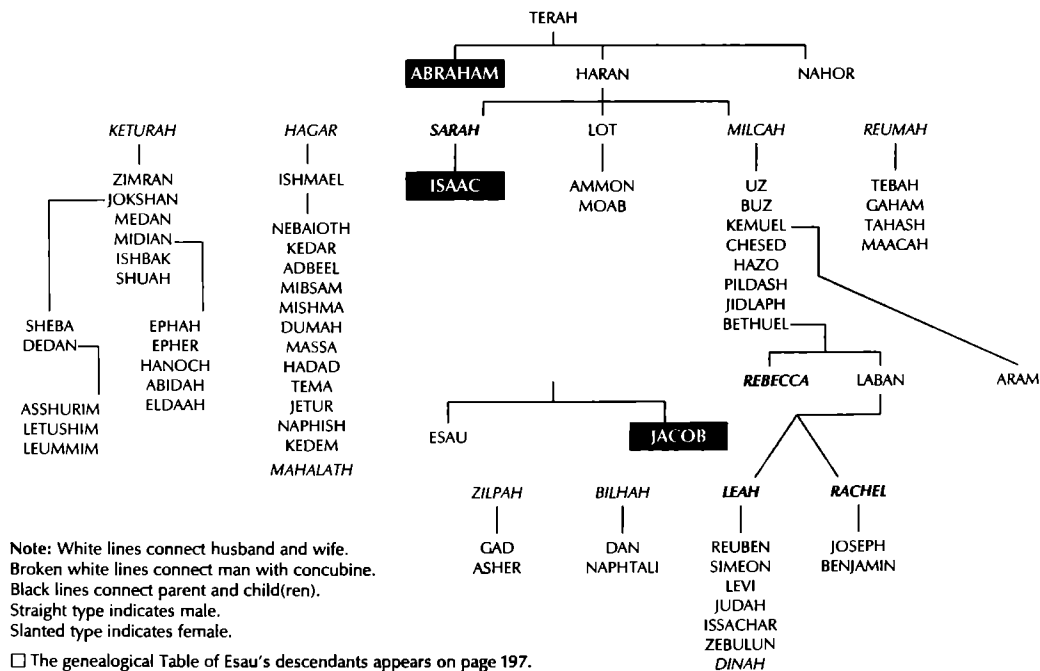 TERAH
ABRAHAM HARAN NAHOR
KETURAH HAGAR SARAH LOT MILCAH REUMAH
ZIMRAN
JOKSHAN
MEDAN
MIDIAN
ISHBAK
SHUAH
ISHMAEL
ISAAC
AMMON
MOAB
UZ
BUZ
KEMUEL
CHESED
HAZO
PILDASH
JIDLAPH
BETHUEL
TEBAH
GAHAM
TAHASH
MAACAH
NEBAIOTH
KEDAR
ADBEEL
MIBSAM
MISHMA
DUMAH
MASSA
HADAD
TEMA
JETUR
NAPHISH
KEDEM
MAHALATH
SHEBA
DEDAN
EPHAH
EPHER
HANOCH
ABIDAH
ELDAAH
ASSHURIM
LETUSHIM
LEUMMIM
REBECCA LABAN ARAM
ESAU JACOB
ZILPAH BILHAH LEAH RACHEL
GAD
ASHER
DAN
NAPHTALI
REUBEN
SIMEON
LEVI
JUDAH
ISSACHAR
ZEBULUN
DINAH
JOSEPH
BENJAMIN
Note: White lines connect husband and wife.
Broken white lines connect man with concubine.
Black lines connect parent and child(ren).
Straight type indicates male.
Slanted type indicates female.
□ The genealogical Table of Esau's descendants appears on page 197.